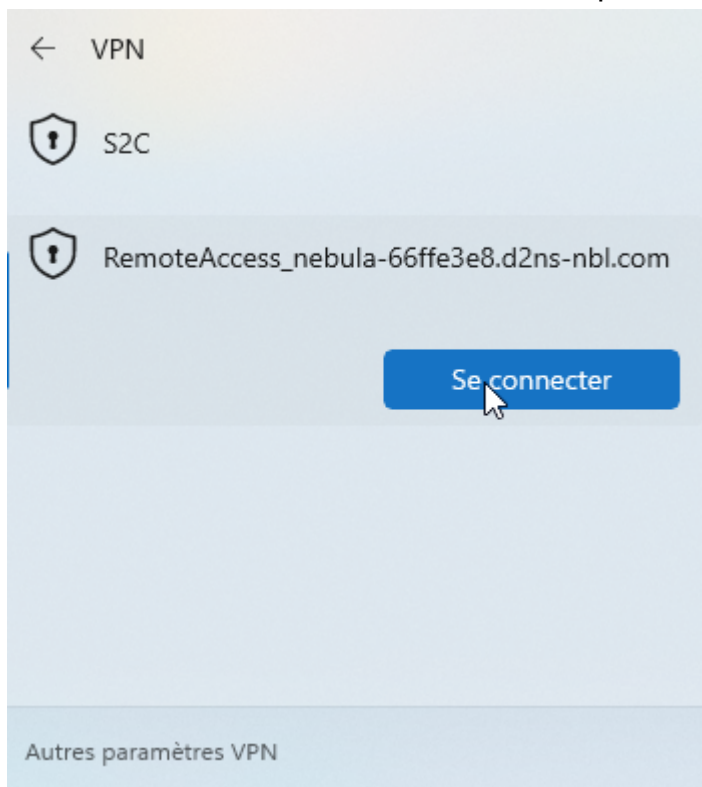 VPN
S2C
RemoteAccess_nebula-66ffe3e8.d2ns-nbl.com
Se connecter
Autres paramètres VPN